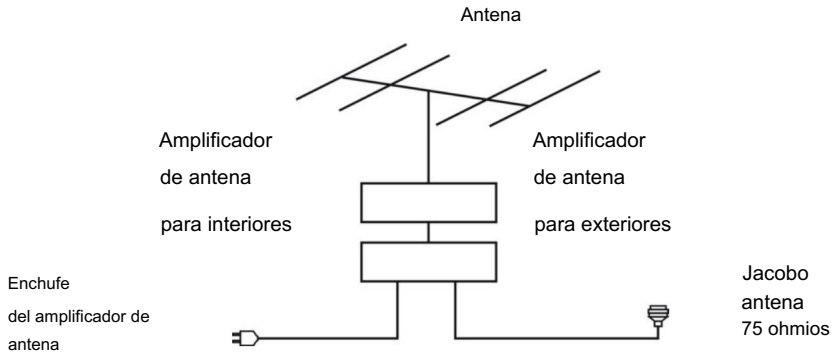 Antena
Amplificador
de antena
para interiores
Amplificador
de antena
para exteriores
Enchufe
del amplificador de
antena
Jacobo
antena
75 ohmios